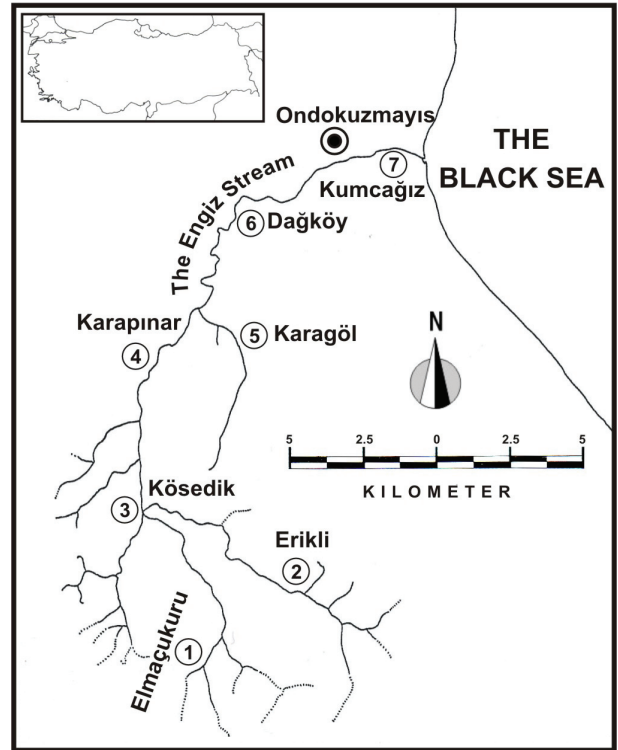 Ondokuzmayıs
THE
BLACK SEA
7
Kumcağız
The Engiz Stream
6 Dağköy
Karapınar
5 Karagöl
4
N
5 2.5 0 2.5 5
KILOMETER
Kösedik
3
Erikli
2
Elmaçukuru
1